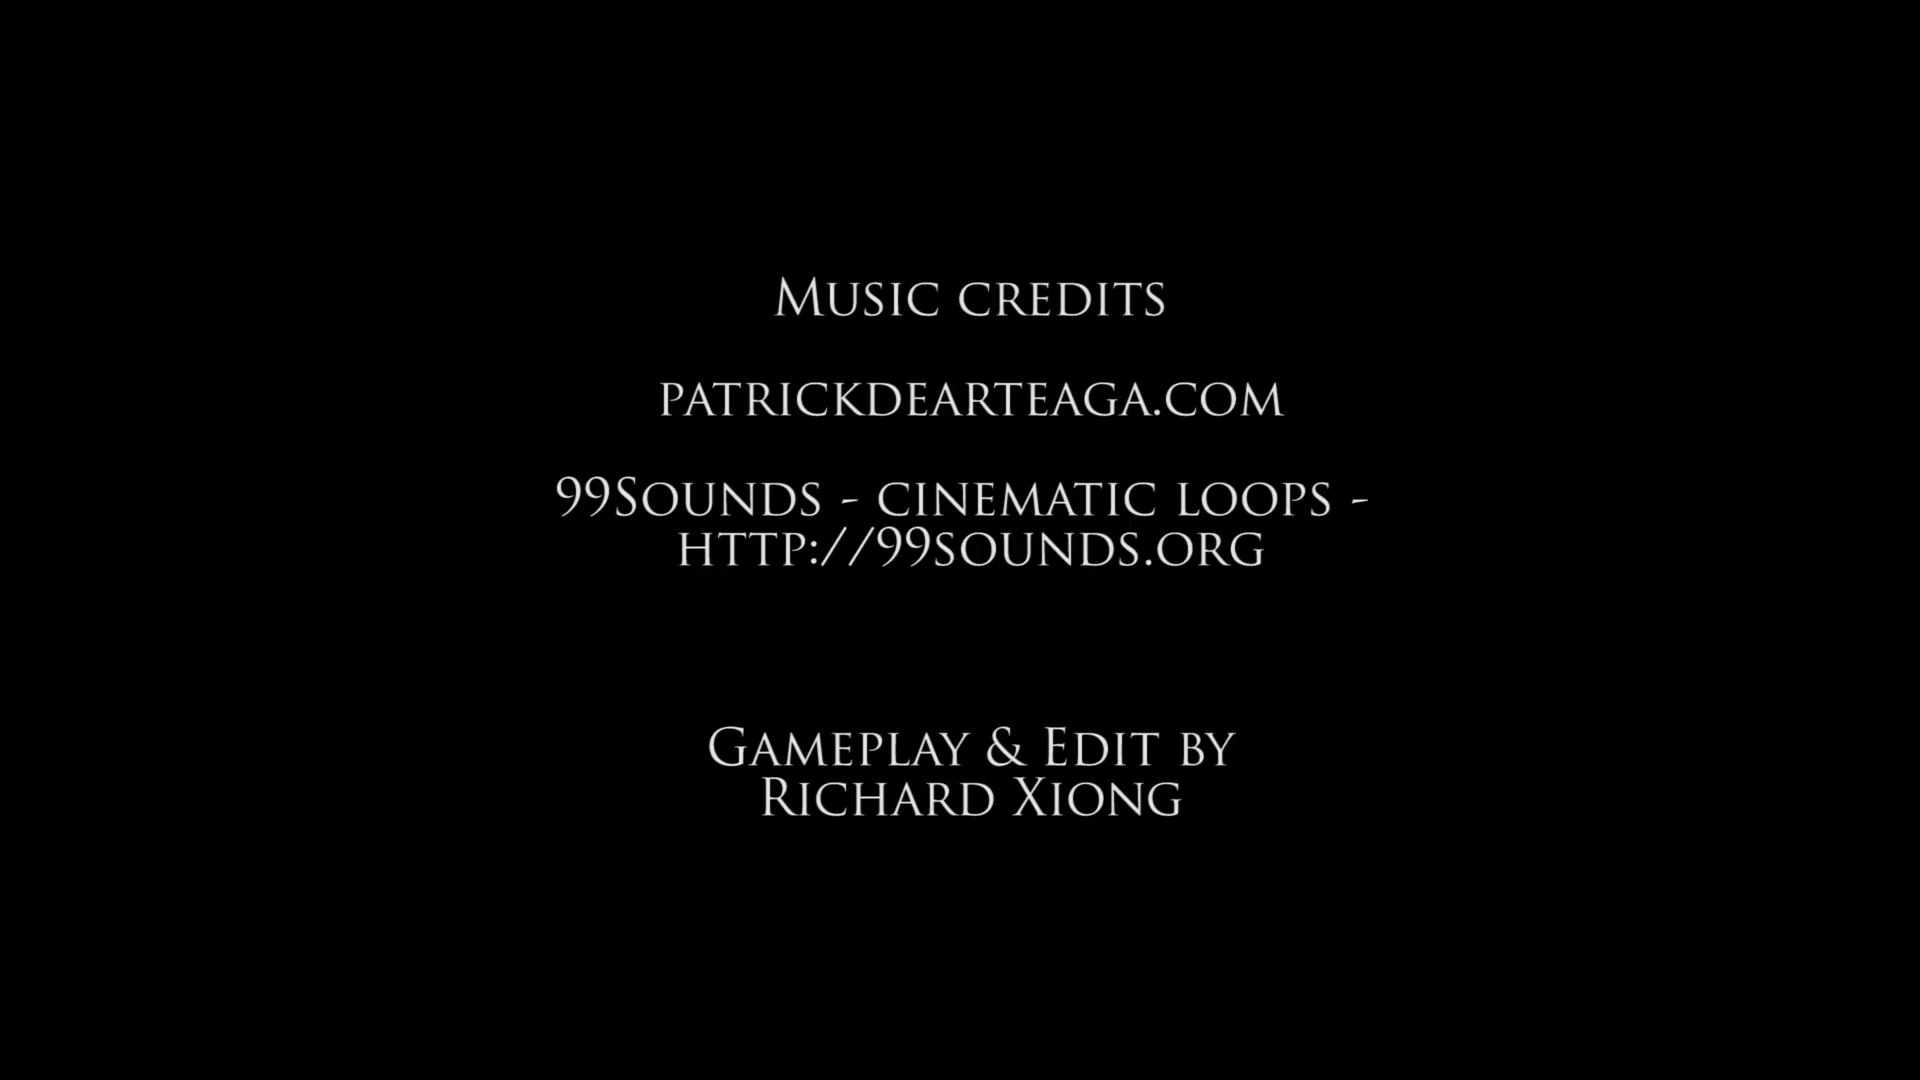 Music credits
patrickdearteaga.com
99Sounds - cinematic loops -
http://99sounds.org
Gameplay & Edit by
Richard Xiong